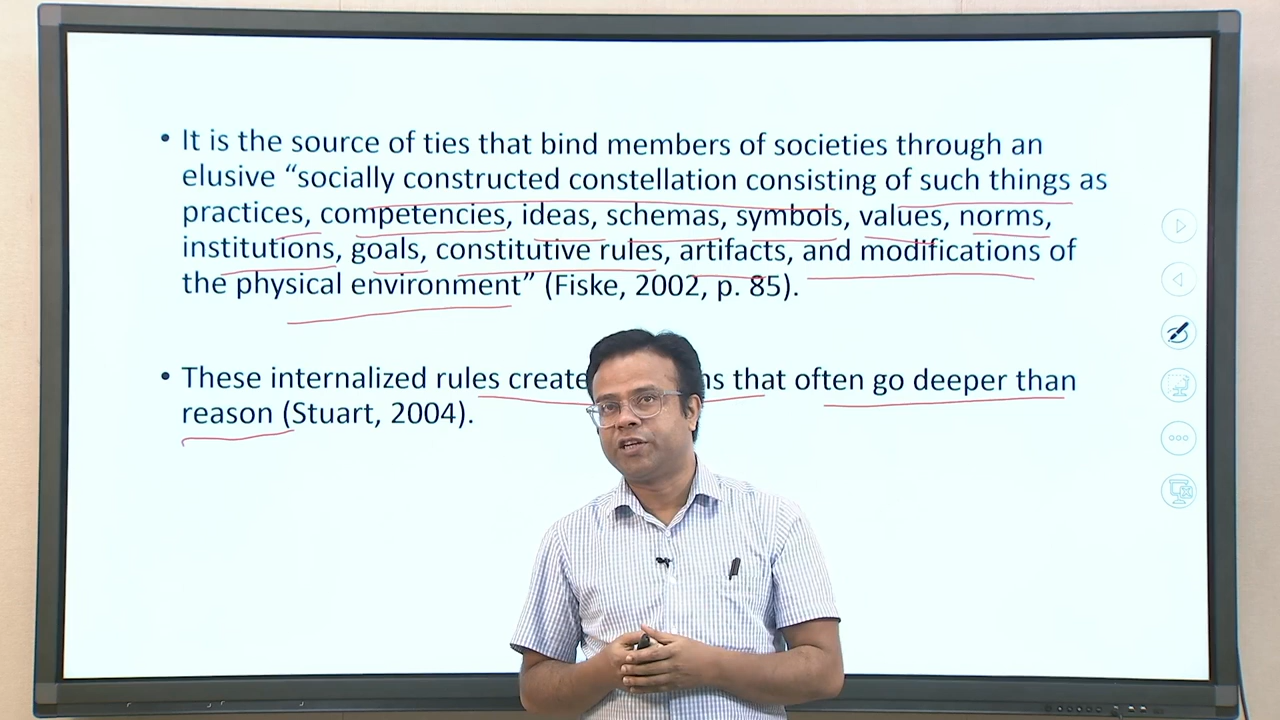 • It is the source of ties that bind members of societies through an
elusive “socially constructed constellation consisting of such things as
practices, competencies, ideas, schemas, symbols, values, norms,
institutions, goals, constitutive rules, artifacts, and modifications of
the physical environment” (Fiske, 2002, p. 85).
• These internalized rules create that often go deeper than
reason (Stuart, 2004).